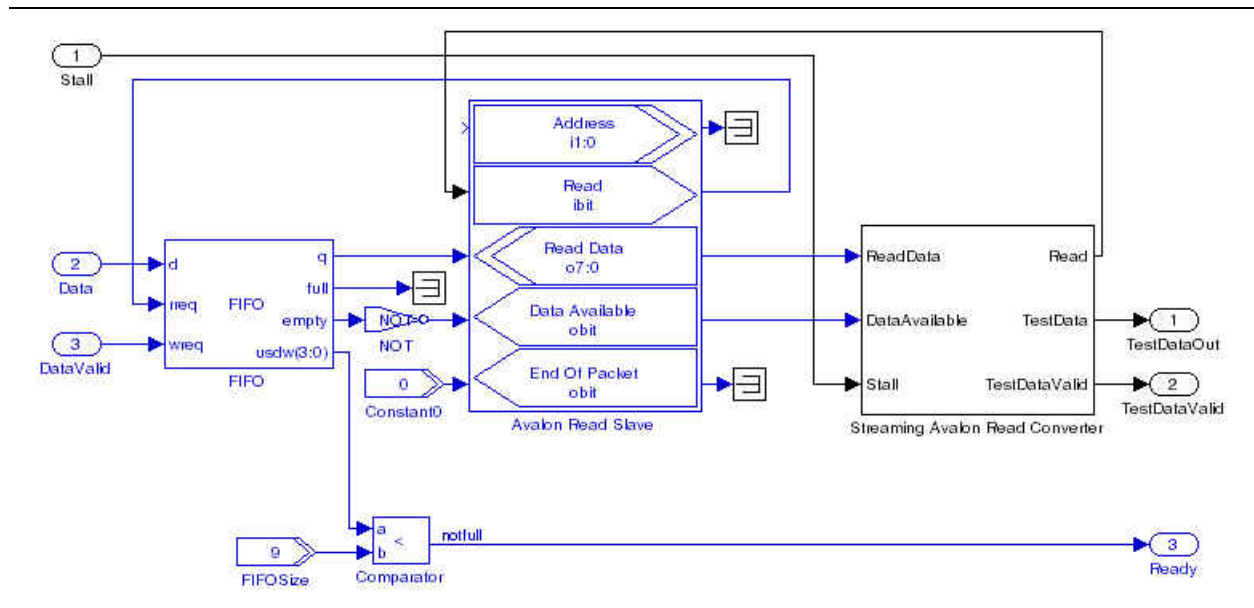 1
Stall
Address
i1:0
Read
ibit
Read Data
o7:0
Data Available
obit
End Of Packet
obit
Avalon Read Slave
2
Data
3
DataValid
d
rreq
wreq
FIFO
q
full
empty
usdw(3:0)
FIFO
NOT
NOT
0
Constant0
ReadData
DataAvailable
Stall
Read
TestData
TestDataValid
Streaming Avalon Read Converter
1
TestDataOut
2
TestDataValid
9
FIFOSize
a
b
<
Comparator
notfull
3
Ready